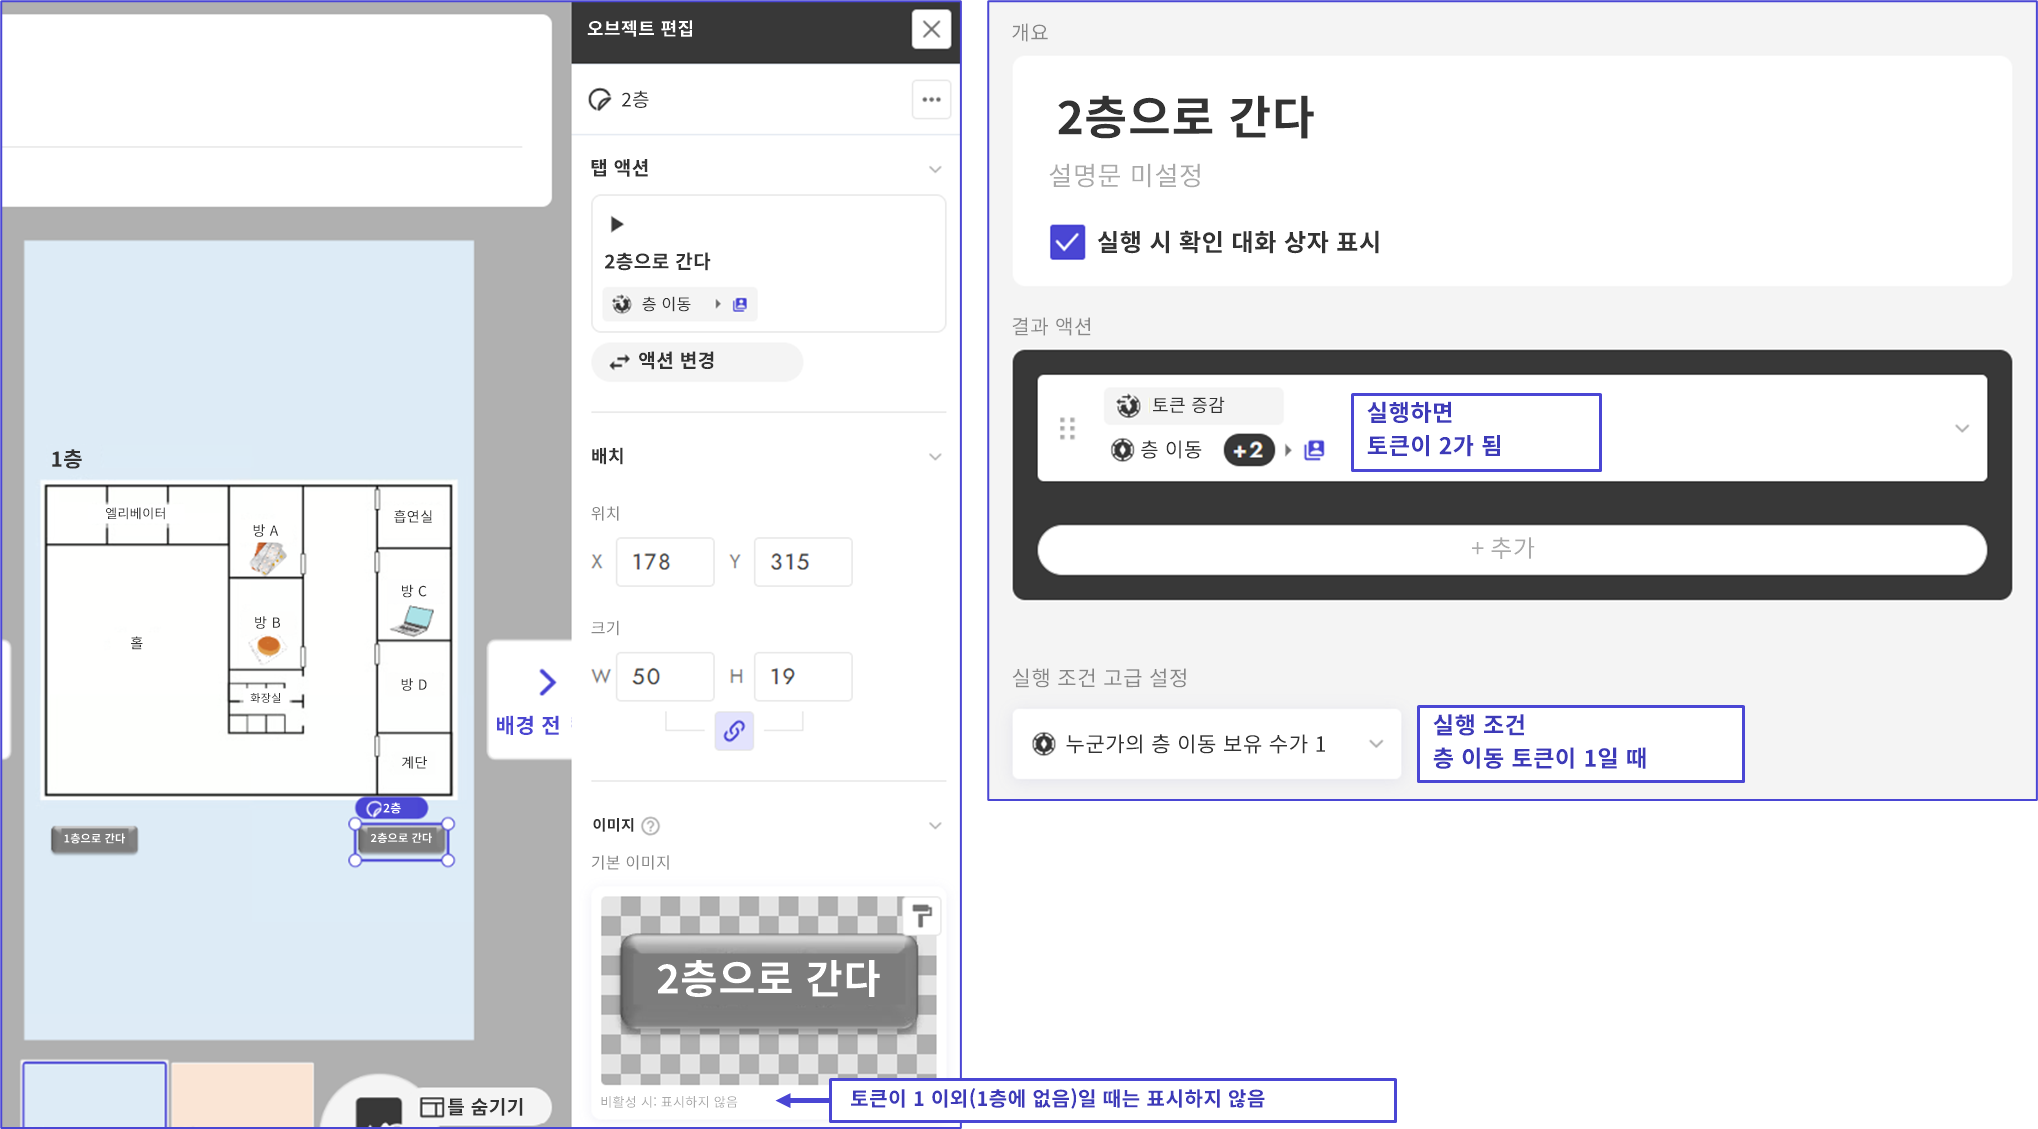 오브젝트 편집
2층
탭 액션
2층으로 간다
층 이동
액션 변경
배치
위치
X 178 Y 315
크기
W 50 H 19
이미지
기본 이미지
2층으로 간다
비활성 시: 표시하지 않음
토큰이 1 이외(1층에 없음)일 때는 표시하지 않음
1층
엘리베이터
방 A
흡연실
방 C
방 B
홀
방 D
화장실
계단
2층
1층으로 간다
2층으로 간다
배경 전
틀 숨기기
개요
2층으로 간다
설명문 미설정
실행 시 확인 대화 상자 표시
결과 액션
토큰 증감
층 이동 +2
실행하면
토큰이 2가 됨
+ 추가
실행 조건 고급 설정
누군가의 층 이동 보유 수가 1
실행 조건
층 이동 토큰이 1일 때